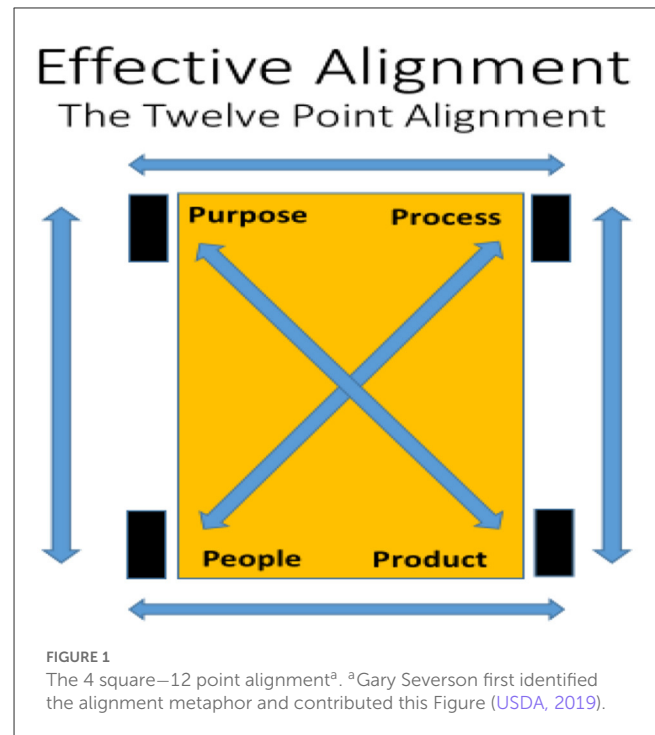 Effective Alignment
The Twelve Point Alignment
Purpose Process
People Product
FIGURE 1
The 4 square—12 point alignmentᵃ. ᵃGary Severson first identified
the alignment metaphor and contributed this Figure (USDA, 2019).